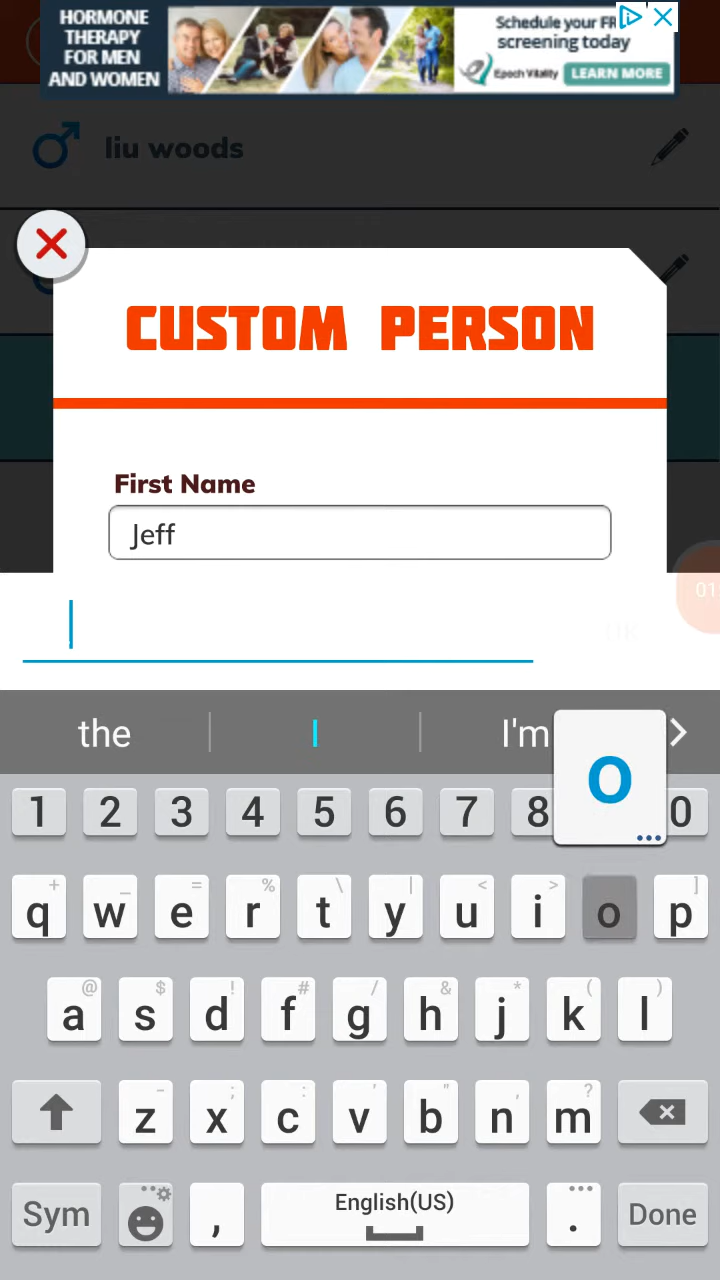 HORMONE
THERAPY
FOR MEN
AND WOMEN
Schedule your FR
screening today
Epoch Vitality
LEARN MORE
liu woods
CUSTOM PERSON
First Name
Jeff
01
the
I
I'm
O
1 2 3 4 5 6 7 8 0
+ _ = % \ | < > ]
q w e r t y u i o p
@ $ ! # / & * ( )
a s d f g h j k l
- ; : ' " , ?
z x c v b n m
Sym
,
English(US)
.
Done